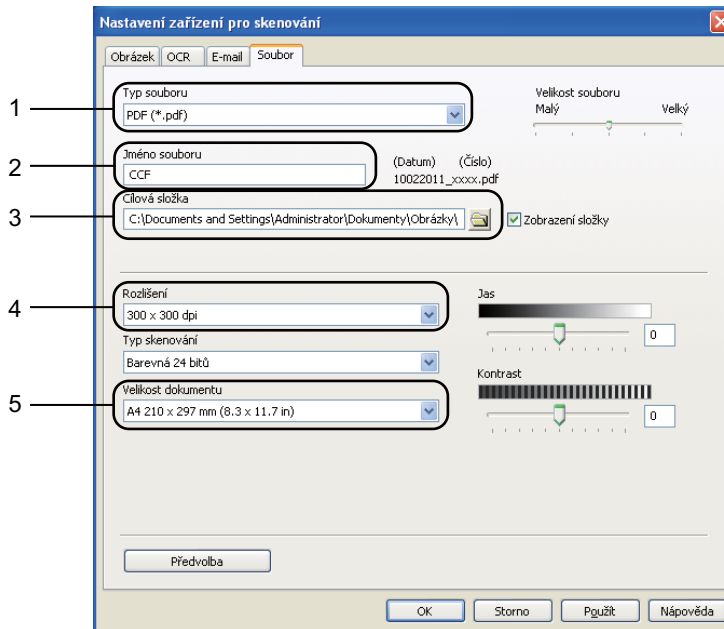 Nastavení zařízení pro skenování
Obrázek OCR E-mail Soubor
1
Typ souboru
PDF (*.pdf)
Velikost souboru
Malý Velký
2
Jméno souboru
CCF
(Datum) (Číslo)
10022011_xxxx.pdf
3
Cílová složka
C:\Documents and Settings\Administrator\Dokumenty\Obrázky\
Zobrazení složky
4
Rozlišení
300 x 300 dpi
Typ skenování
Barevná 24 bitů
5
Velikost dokumentu
A4 210 x 297 mm (8.3 x 11.7 in)
Jas
0
Kontrast
0
Předvolba
OK Storno Použít Nápověda